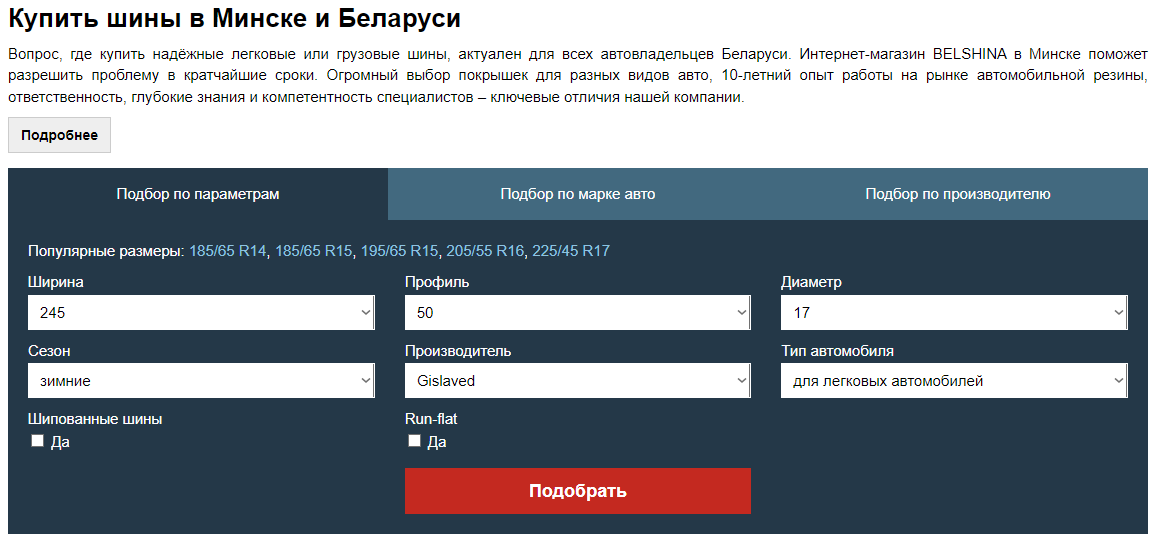 Купить шины в Минске и Беларуси
Вопрос, где купить надёжные легковые или грузовые шины, актуален для всех автовладельцев Беларуси. Интернет-магазин BELSHINA в Минске поможет
разрешить проблему в кратчайшие сроки. Огромный выбор покрышек для разных видов авто, 10-летний опыт работы на рынке автомобильной резины,
ответственность, глубокие знания и компетентность специалистов – ключевые отличия нашей компании.
Подробнее
Подбор по параметрам Подбор по марке авто Подбор по производителю
Популярные размеры: 185/65 R14, 185/65 R15, 195/65 R15, 205/55 R16, 225/45 R17
Ширина Профиль Диаметр
245 50 17
Сезон Производитель Тип автомобиля
зимние Gislaved для легковых автомобилей
Шипованные шины Run-flat
Да Да
Подобрать